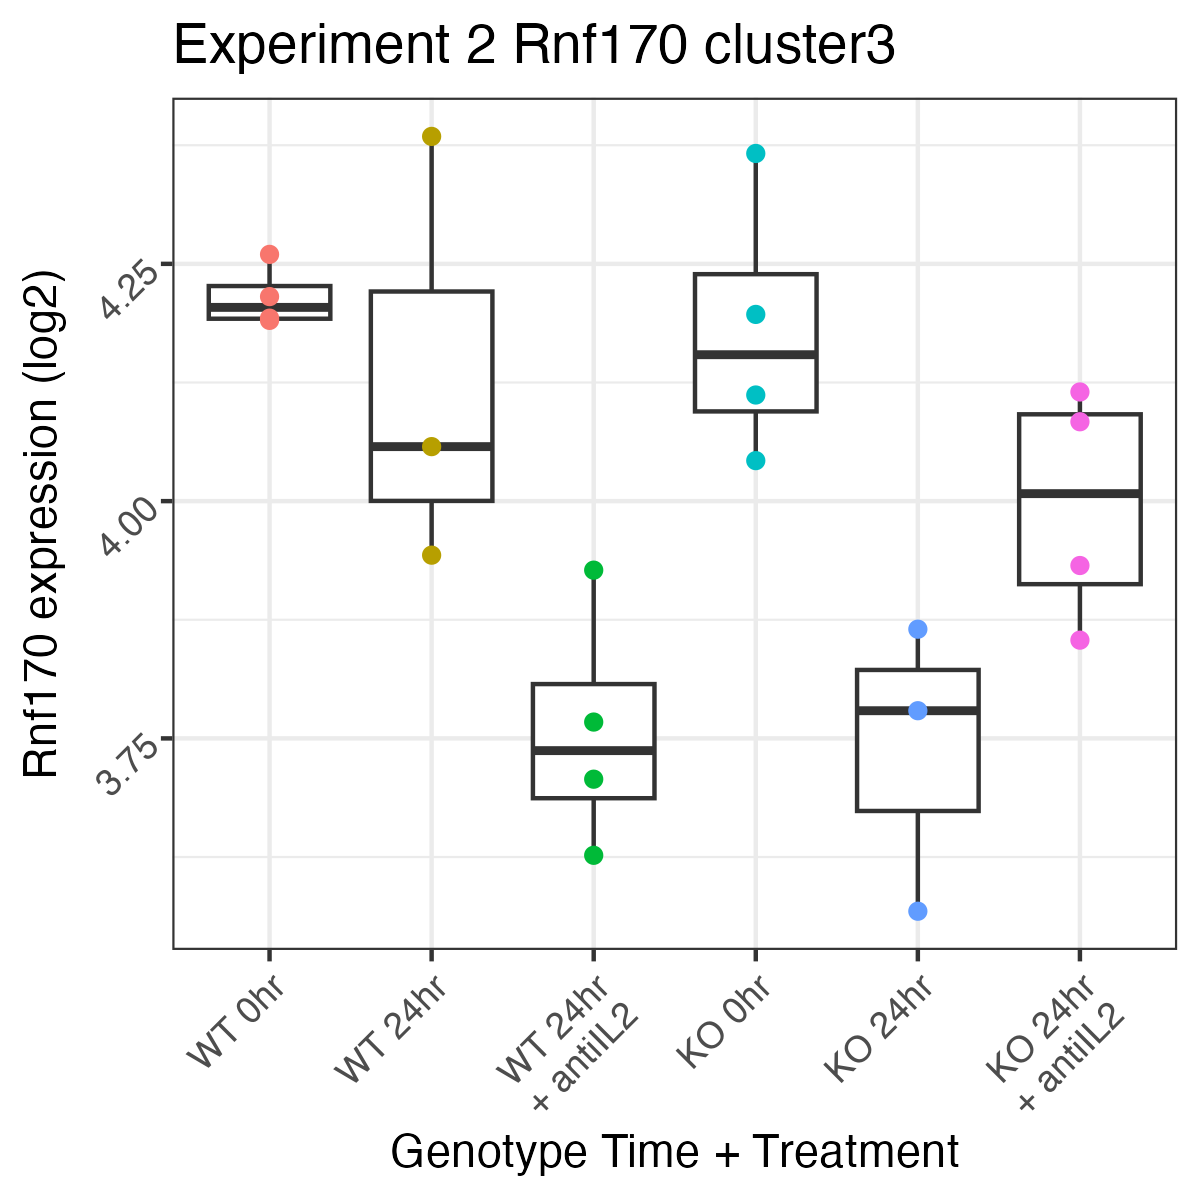 Experiment 2 Rnf170 cluster3
Rnf170 expression (log2)
4.25
4.00
3.75
WT 0hr
WT 24hr
WT 24hr
+ antiIL2
KO 0hr
KO 24hr
KO 24hr
+ antiIL2
Genotype Time + Treatment